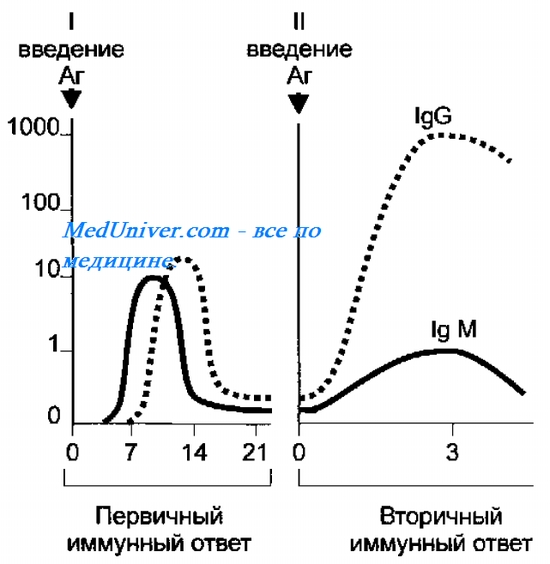 I
введение
Аг
II
введение
Аг
1000
100
10
1
0
IgG
Ig M
MedUniver.com - все по
медицине
0 7 14 21
0 3
Первичный
иммунный ответ
Вторичный
иммунный ответ